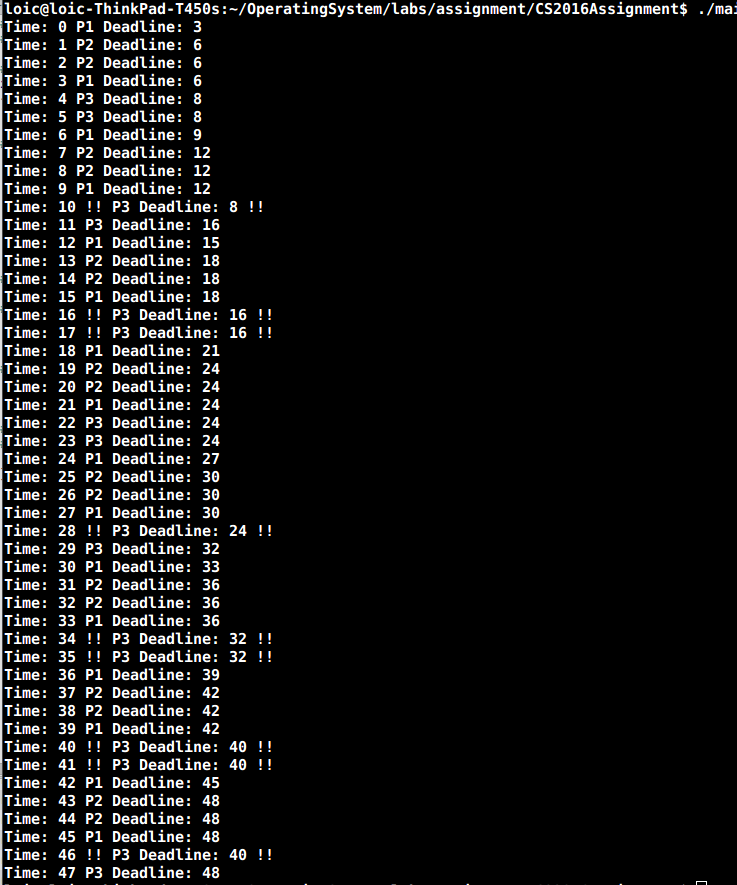 loic@loic-ThinkPad-T450s:~/OperatingSystem/labs/assignment/CS2016Assignment$ ./mai
Time: 0 P1 Deadline: 3
Time: 1 P2 Deadline: 6
Time: 2 P2 Deadline: 6
Time: 3 P1 Deadline: 6
Time: 4 P3 Deadline: 8
Time: 5 P3 Deadline: 8
Time: 6 P1 Deadline: 9
Time: 7 P2 Deadline: 12
Time: 8 P2 Deadline: 12
Time: 9 P1 Deadline: 12
Time: 10 !! P3 Deadline: 8 !!
Time: 11 P3 Deadline: 16
Time: 12 P1 Deadline: 15
Time: 13 P2 Deadline: 18
Time: 14 P2 Deadline: 18
Time: 15 P1 Deadline: 18
Time: 16 !! P3 Deadline: 16 !!
Time: 17 !! P3 Deadline: 16 !!
Time: 18 P1 Deadline: 21
Time: 19 P2 Deadline: 24
Time: 20 P2 Deadline: 24
Time: 21 P1 Deadline: 24
Time: 22 P3 Deadline: 24
Time: 23 P3 Deadline: 24
Time: 24 P1 Deadline: 27
Time: 25 P2 Deadline: 30
Time: 26 P2 Deadline: 30
Time: 27 P1 Deadline: 30
Time: 28 !! P3 Deadline: 24 !!
Time: 29 P3 Deadline: 32
Time: 30 P1 Deadline: 33
Time: 31 P2 Deadline: 36
Time: 32 P2 Deadline: 36
Time: 33 P1 Deadline: 36
Time: 34 !! P3 Deadline: 32 !!
Time: 35 !! P3 Deadline: 32 !!
Time: 36 P1 Deadline: 39
Time: 37 P2 Deadline: 42
Time: 38 P2 Deadline: 42
Time: 39 P1 Deadline: 42
Time: 40 !! P3 Deadline: 40 !!
Time: 41 !! P3 Deadline: 40 !!
Time: 42 P1 Deadline: 45
Time: 43 P2 Deadline: 48
Time: 44 P2 Deadline: 48
Time: 45 P1 Deadline: 48
Time: 46 !! P3 Deadline: 40 !!
Time: 47 P3 Deadline: 48